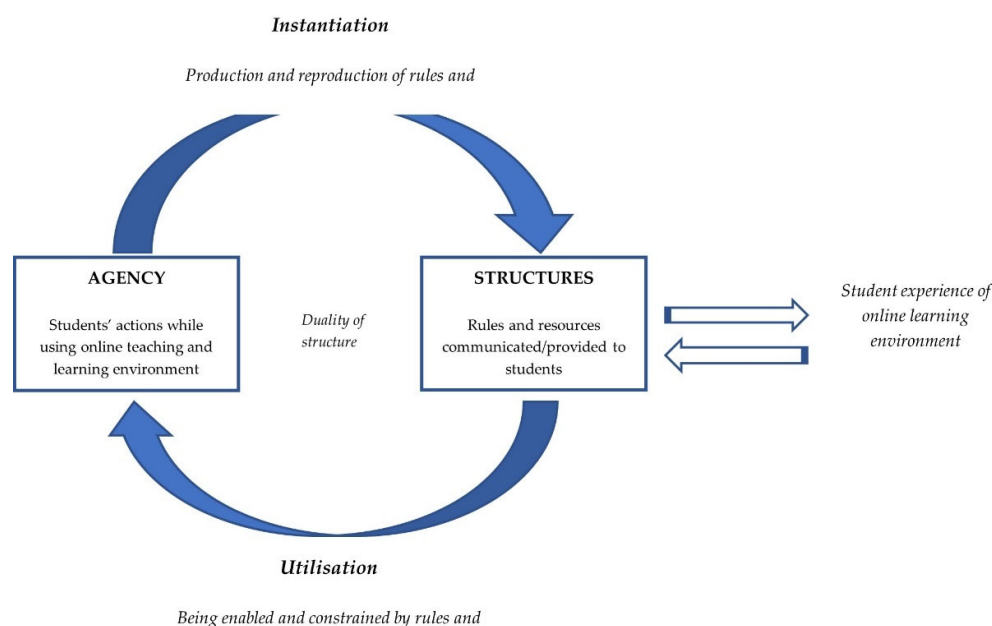 Instantiation
Production and reproduction of rules and
AGENCY
Students’ actions while
using online teaching and
learning environment
Duality of
structure
STRUCTURES
Rules and resources
communicated/provided to
students
Student experience of
online learning
environment
Utilisation
Being enabled and constrained by rules and